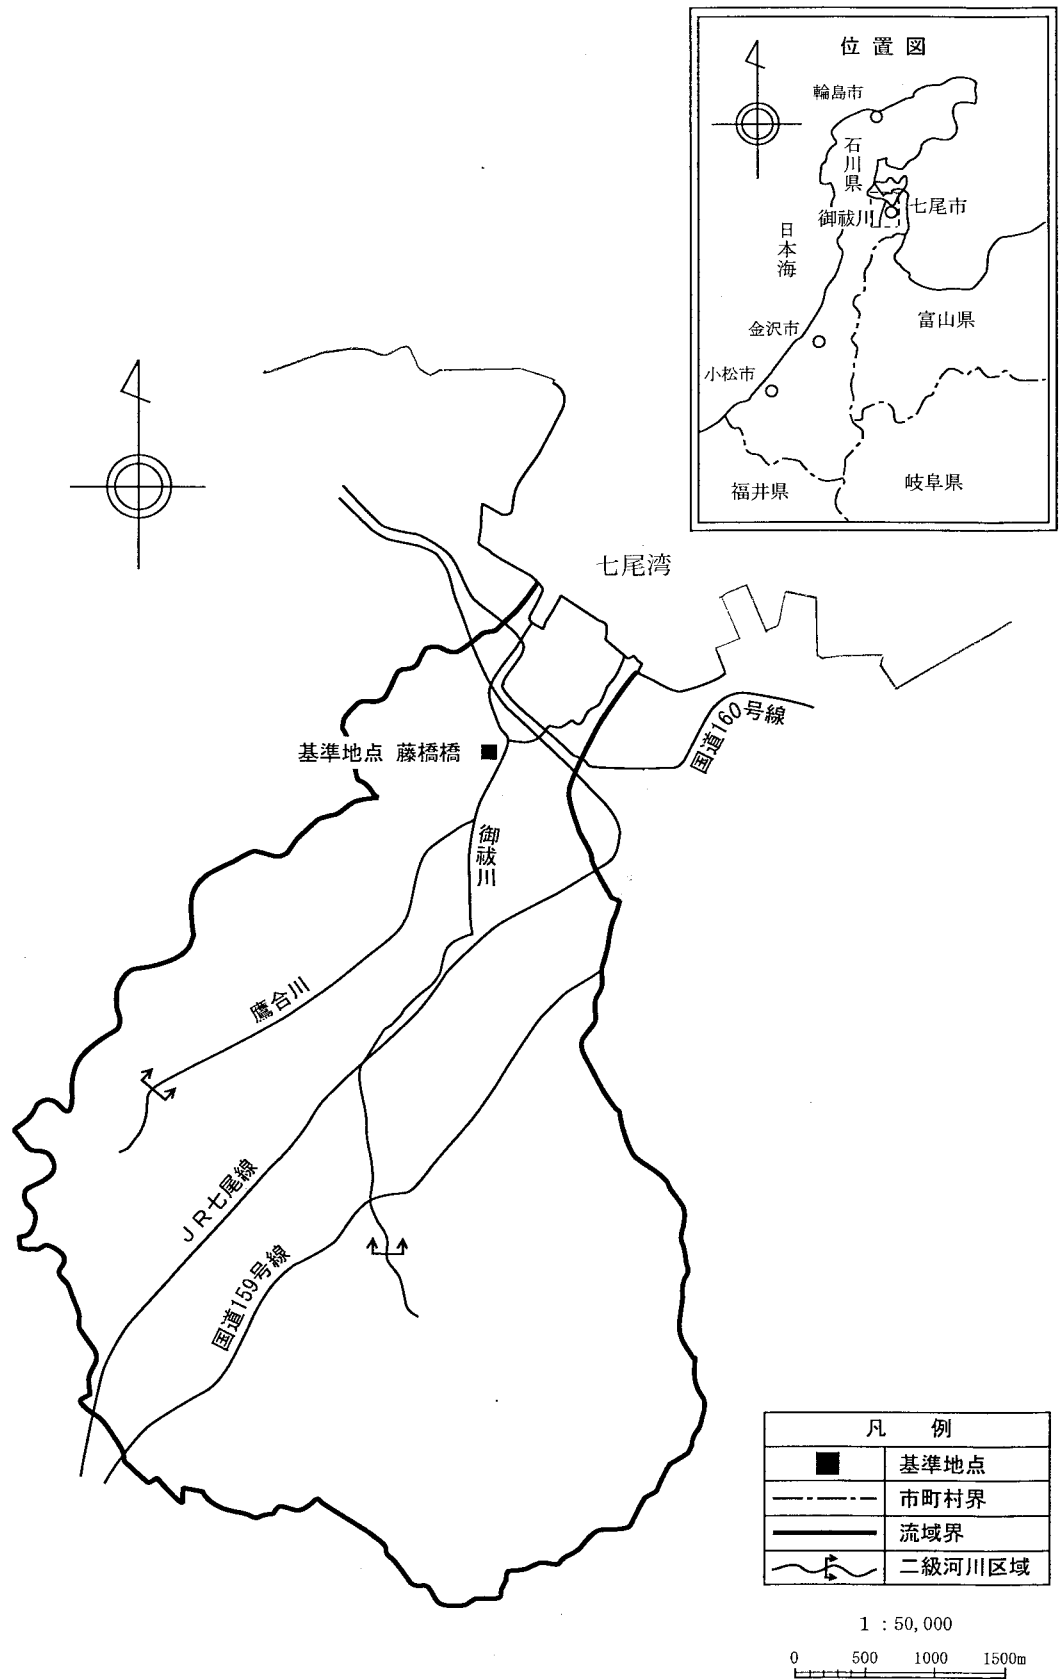 位置図
輪島市
石川県
七尾市
御祓川
日本海
富山県
金沢市
小松市
福井県
岐阜県
七尾湾
国道160号線
基準地点 藤橋橋
御祓川
鷹合川
JR七尾線
国道159号線
凡 例
基準地点
市町村界
流域界
二級河川区域
1 : 50,000
0 500 1000 1500m